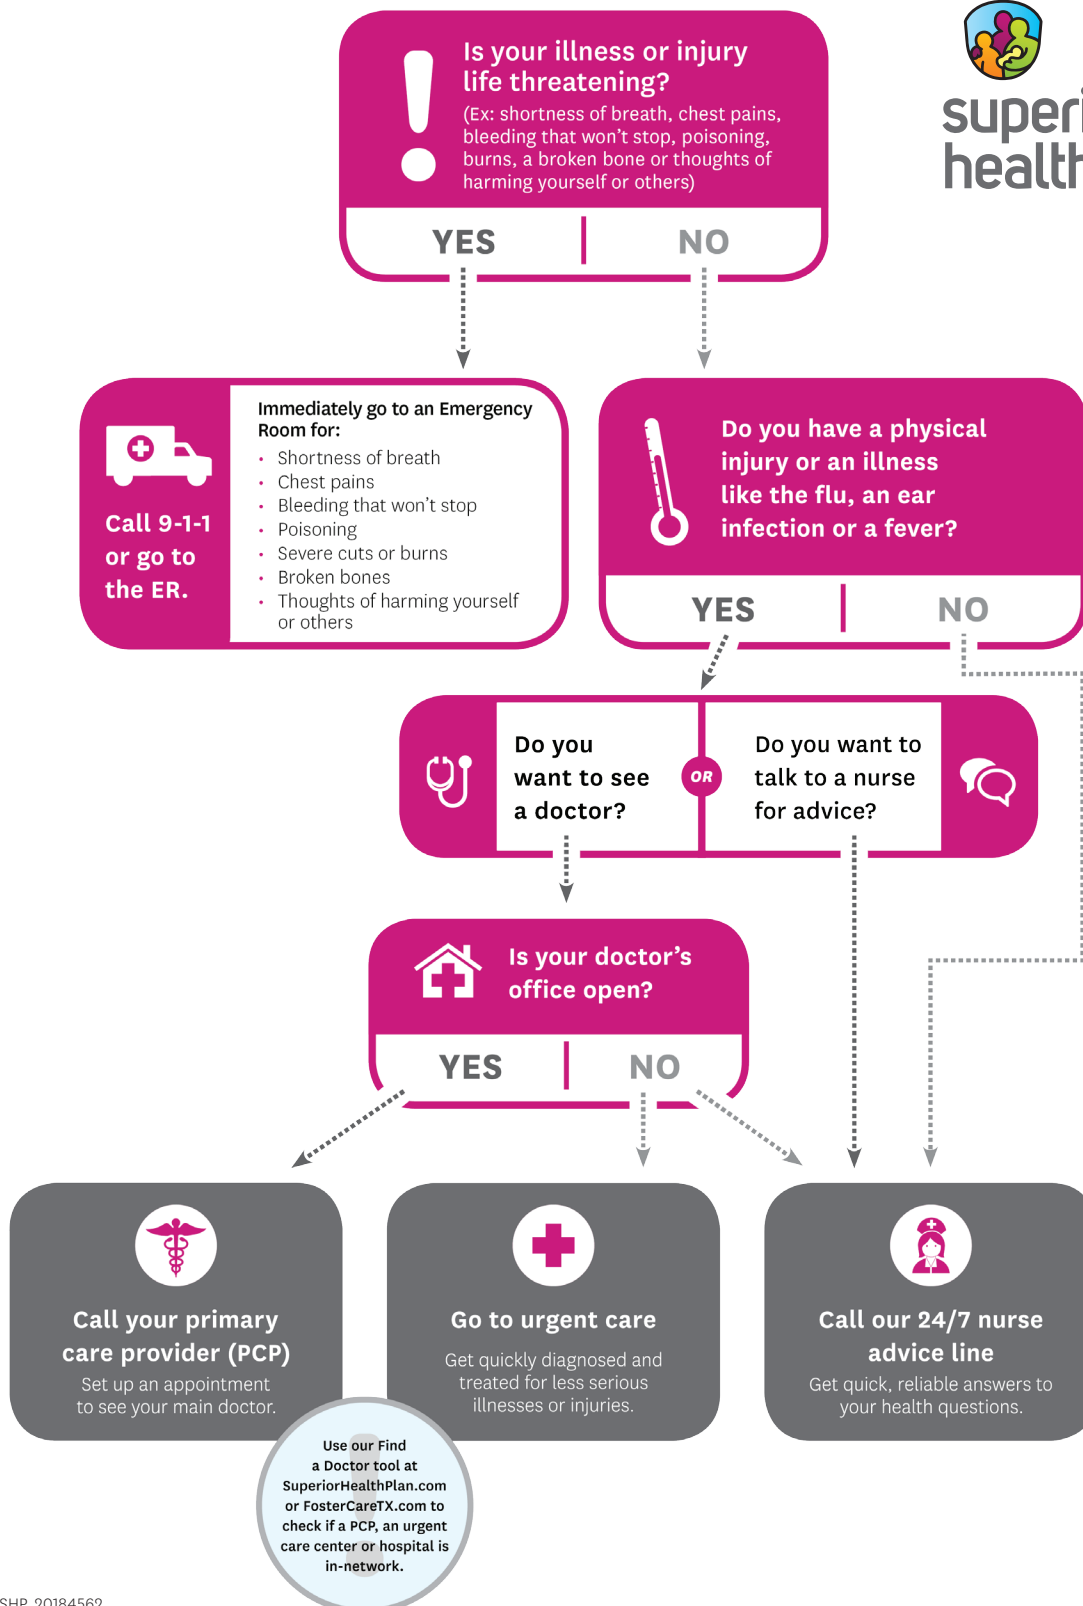 Is your illness or injury
life threatening?
(Ex: shortness of breath, chest pains,
bleeding that won't stop, poisoning,
burns, a broken bone or thoughts of
harming yourself or others)
YES
NO
superi
health
Call 9-1-1
or go to
the ER.
Immediately go to an Emergency
Room for:
• Shortness of breath
• Chest pains
• Bleeding that won't stop
• Poisoning
• Severe cuts or burns
• Broken bones
• Thoughts of harming yourself
or others
Do you have a physical
injury or an illness
like the flu, an ear
infection or a fever?
YES
NO
Do you
want to see
a doctor?
OR
Do you want to
talk to a nurse
for advice?
Is your doctor's
office open?
YES
NO
Call your primary
care provider (PCP)
Set up an appointment
to see your main doctor.
Go to urgent care
Get quickly diagnosed and
treated for less serious
illnesses or injuries.
Call our 24/7 nurse
advice line
Get quick, reliable answers to
your health questions.
Use our Find
a Doctor tool at
SuperiorHealthPlan.com
or FosterCareTX.com to
check if a PCP, an urgent
care center or hospital is
in-network.
SHP_20184562